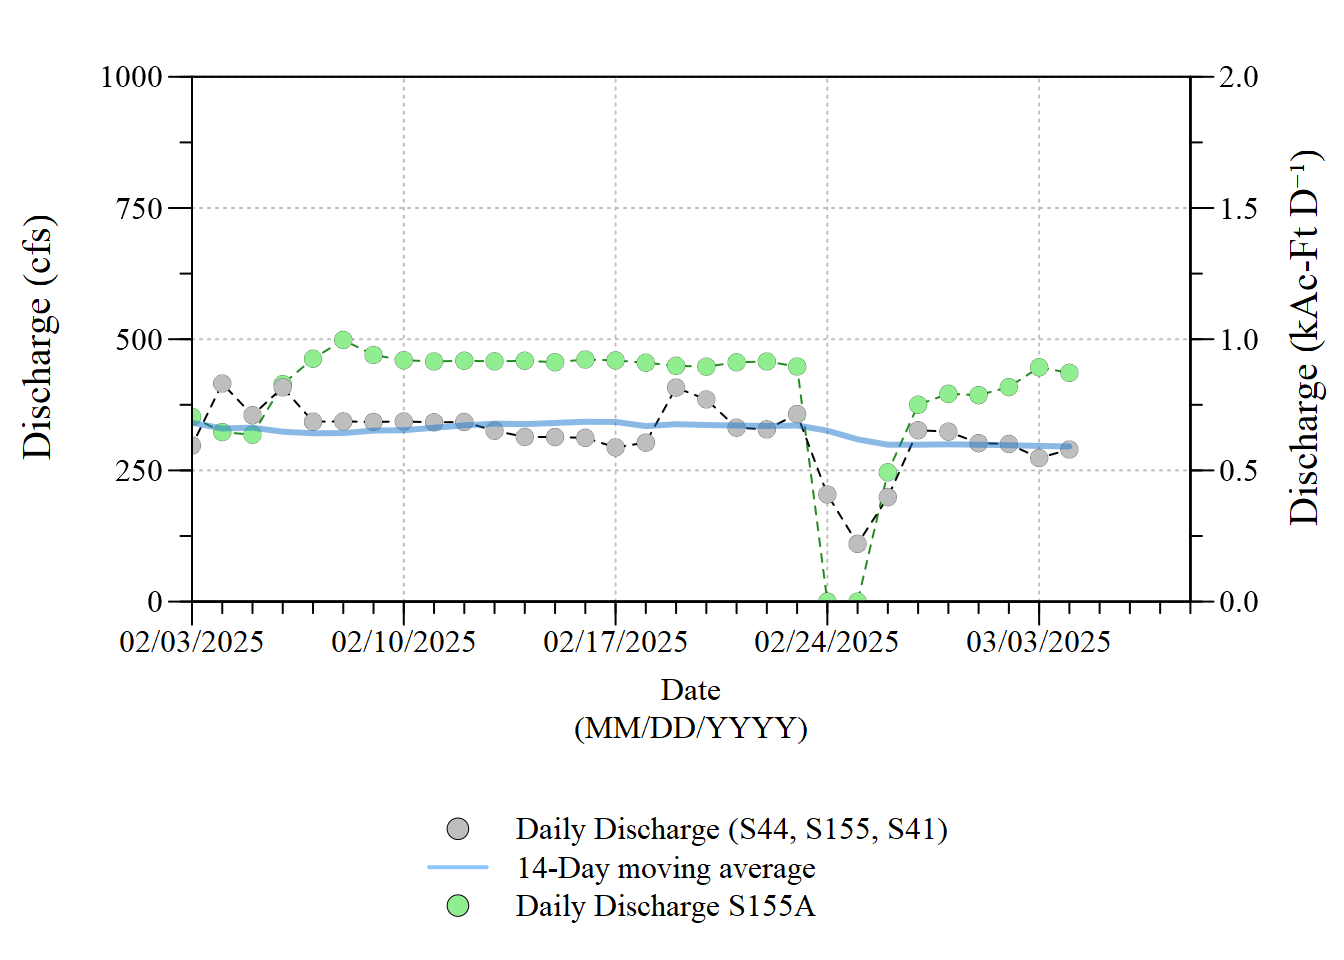 1000
750
500
250
0
Discharge (cfs)
2.0
1.5
1.0
0.5
0.0
Discharge (kAc-Ft D⁻¹)
02/03/2025
02/10/2025
02/17/2025
02/24/2025
03/03/2025
Date
(MM/DD/YYYY)
Daily Discharge (S44, S155, S41)
14-Day moving average
Daily Discharge S155A